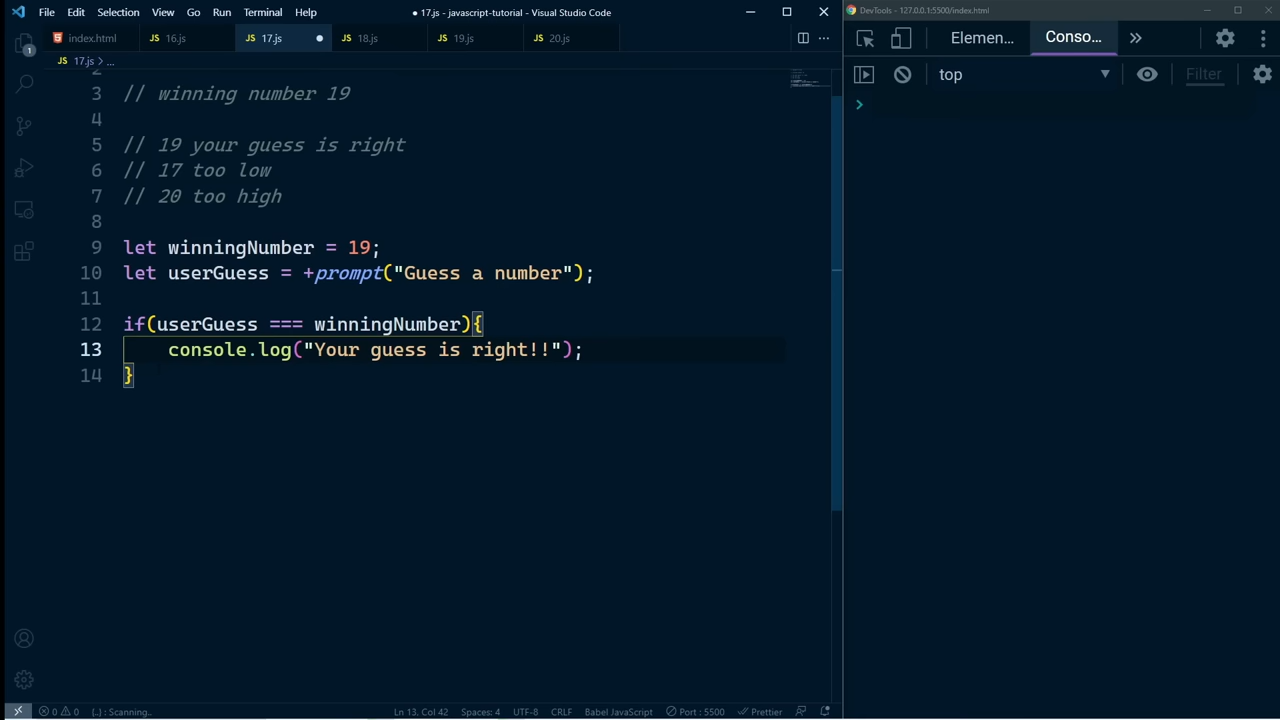 File Edit Selection View Go Run Terminal Help
● 17.js - javascript-tutorial - Visual Studio Code
DevTools - 127.0.0.1:5500/index.html
index.html
JS 16.js
JS 17.js ●
JS 18.js
JS 19.js
JS 20.js
Elemen...
Conso...
»
JS 17.js > ...
top
Filter
>
1
2
3 // winning number 19
4
5 // 19 your guess is right
6 // 17 too low
7 // 20 too high
8
9 let winningNumber = 19;
10 let userGuess = +prompt("Guess a number");
11
12 if(userGuess === winningNumber){
13 console.log("Your guess is right!!");
14 }
0 0 {..} : Scanning..
Ln 13, Col 42 Spaces: 4 UTF-8 CRLF Babel JavaScript Port : 5500 Prettier